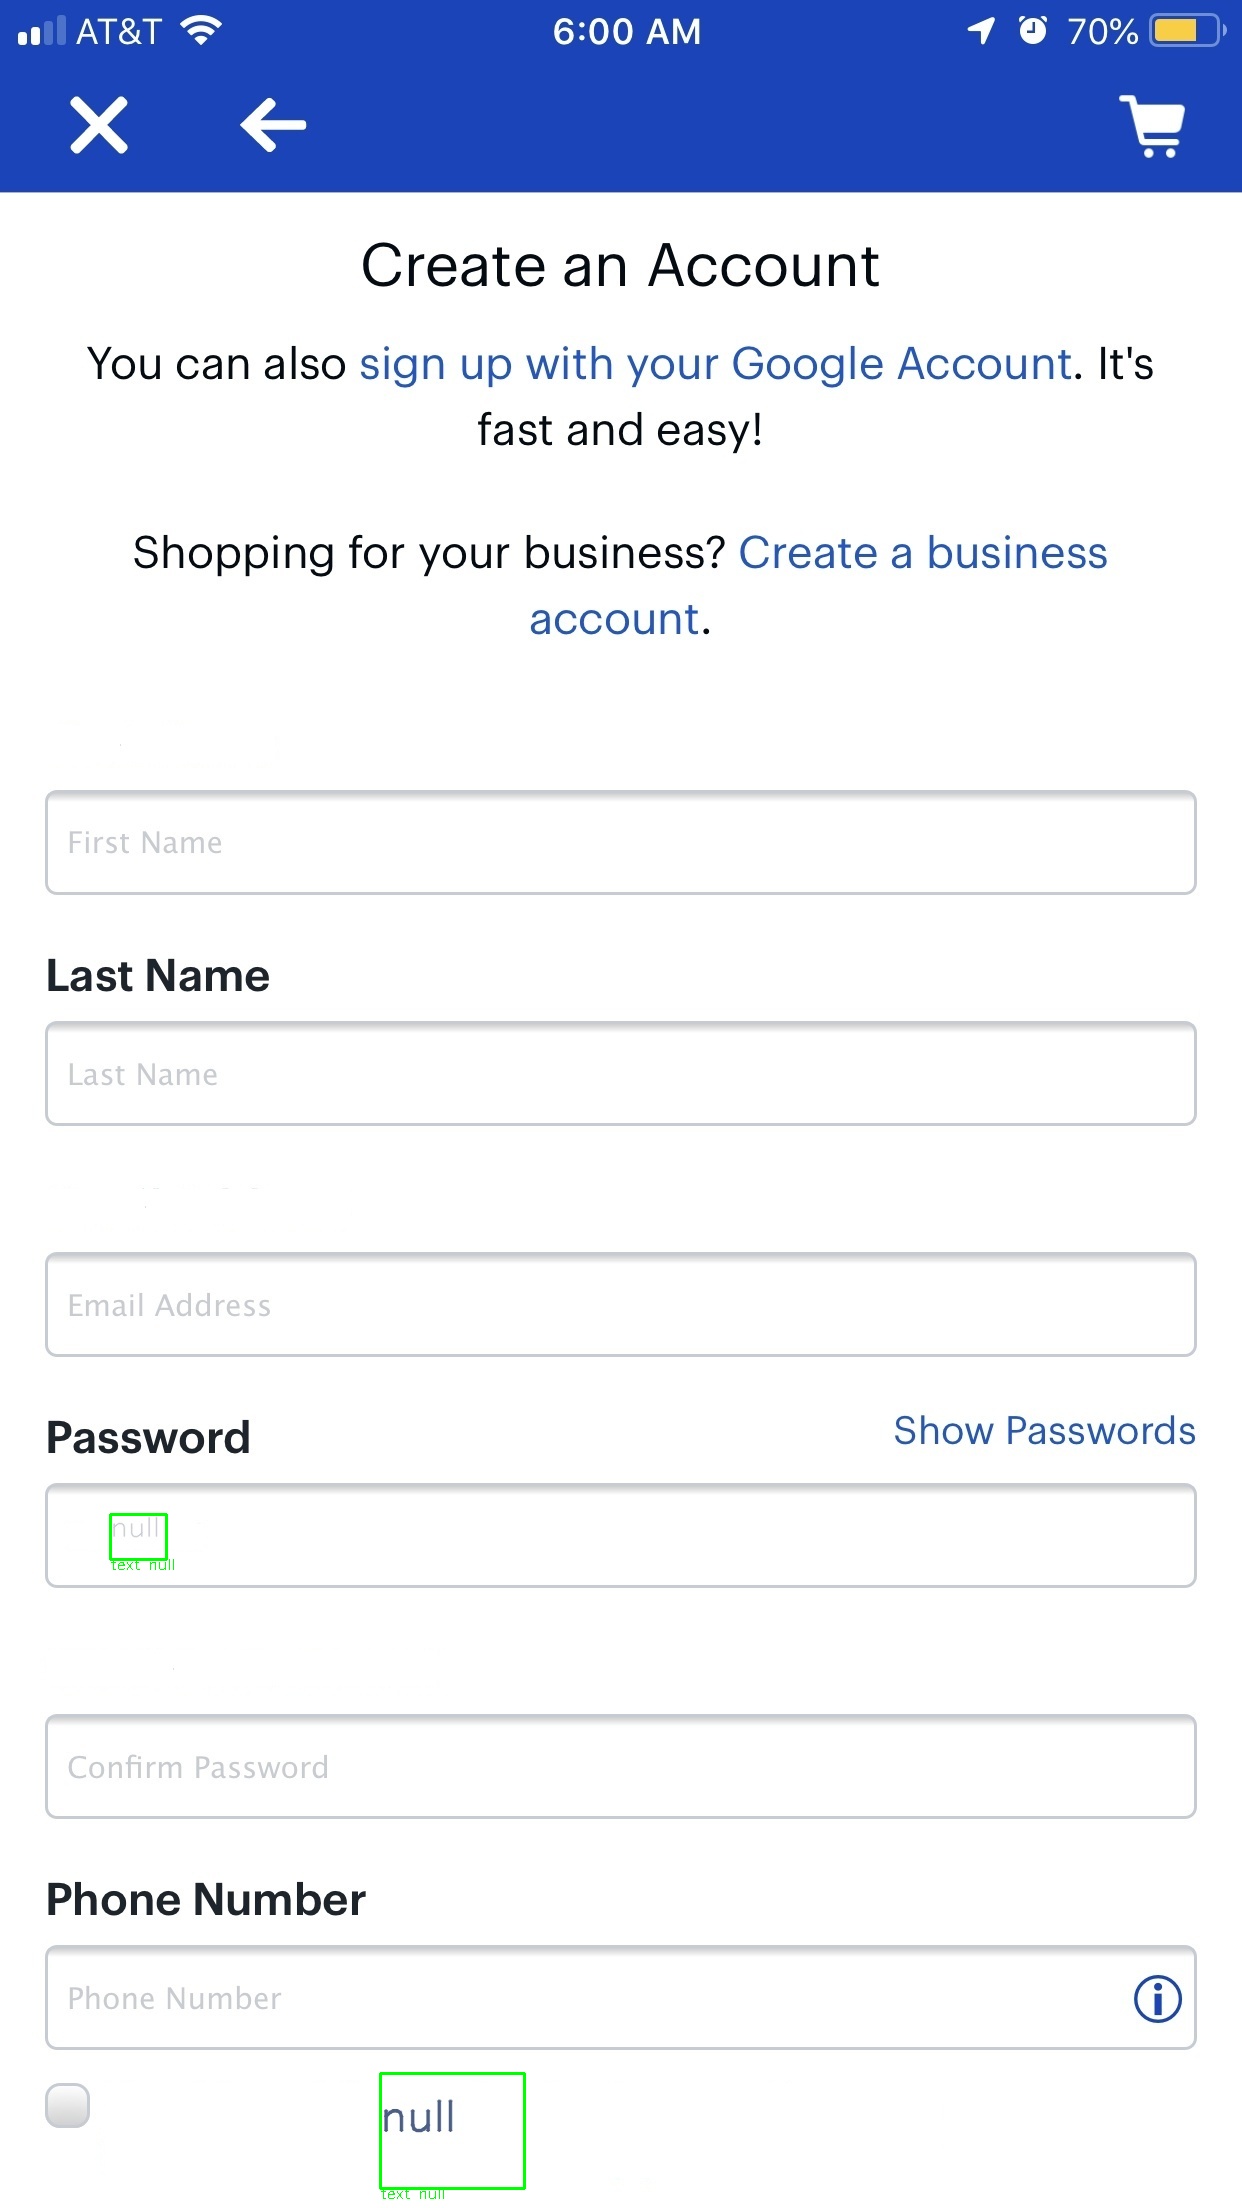 AT&T 6:00 AM 70%
Create an Account
You can also sign up with your Google Account. It's
fast and easy!
Shopping for your business? Create a business
account.
First Name
Last Name
Last Name
Email Address
Password Show Passwords
null
text null
Confirm Password
Phone Number
Phone Number
null
text null